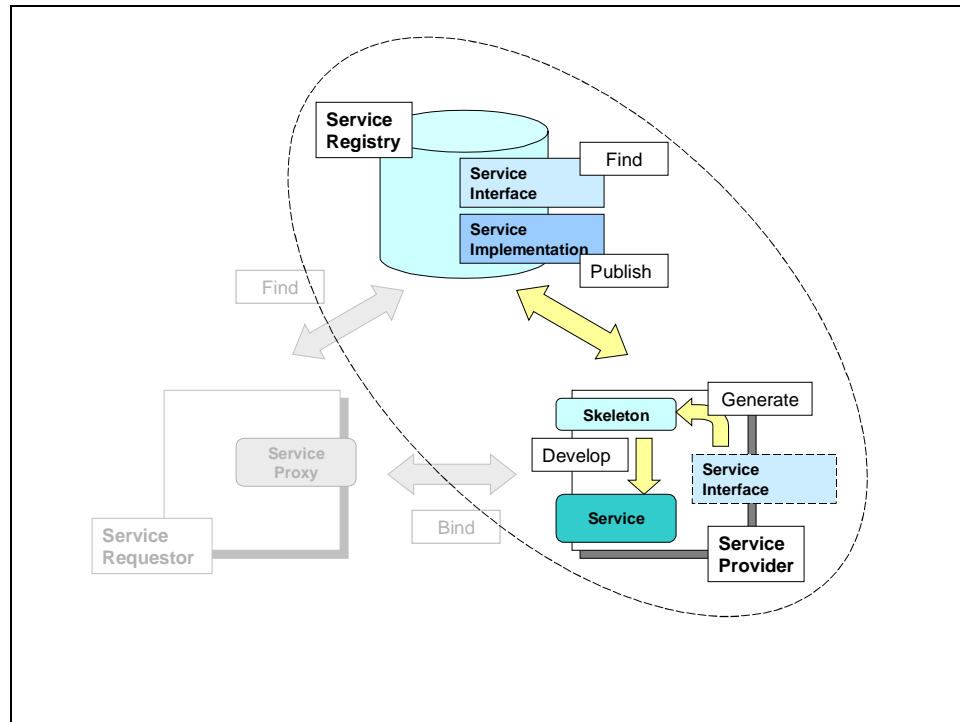 Service
Registry
Find
Service
Interface
Service
Implementation
Publish
Find
Generate
Skeleton
Develop
Service
Proxy
Service
Interface
Service
Bind
Service
Requestor
Service
Provider